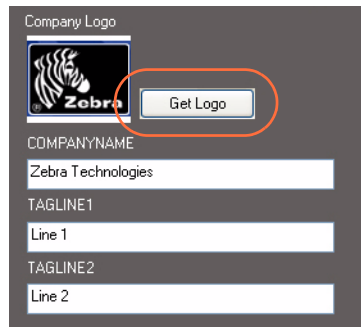 Company Logo
Zebra
Get Logo
COMPANYNAME
Zebra Technologies
TAGLINE1
Line 1
TAGLINE2
Line 2